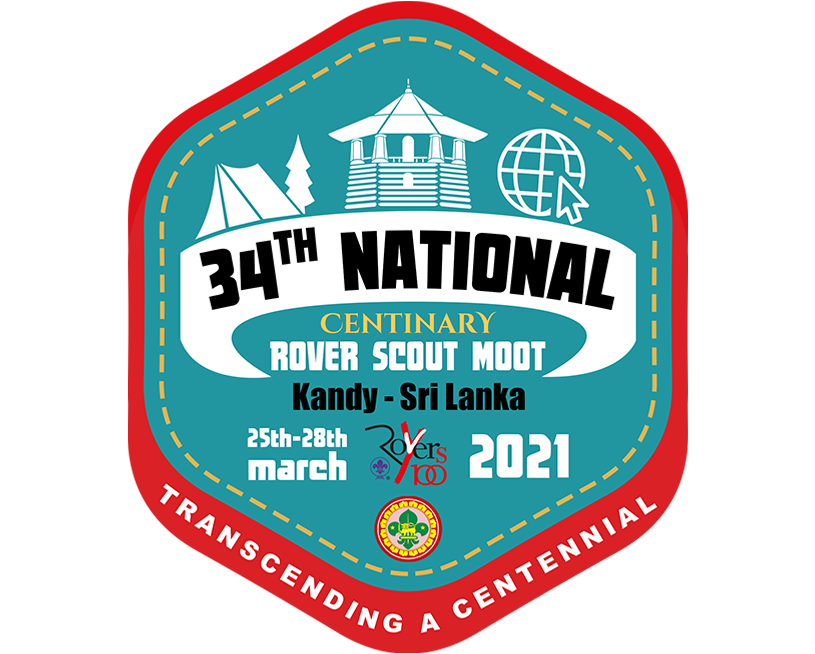 34TH NATIONAL
CENTINARY
ROVER SCOUT MOOT
Kandy - Sri Lanka
25th-28th
march
Rovers
100
2021
TRANSCENDING A CENTENNIAL